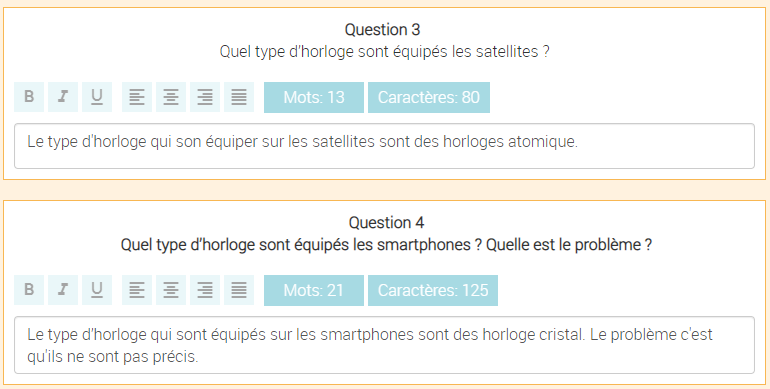 Question 3
Quel type d'horloge sont équipés les satellites ?
B I U Mots: 13 Caractères: 80
Le type d'horloge qui son équiper sur les satellites sont des horloges atomique.
Question 4
Quel type d'horloge sont équipés les smartphones ? Quelle est le problème ?
B I U Mots: 21 Caractères: 125
Le type d'horloge qui sont équipés sur les smartphones sont des horloge cristal. Le problème c'est
qu'ils ne sont pas précis.